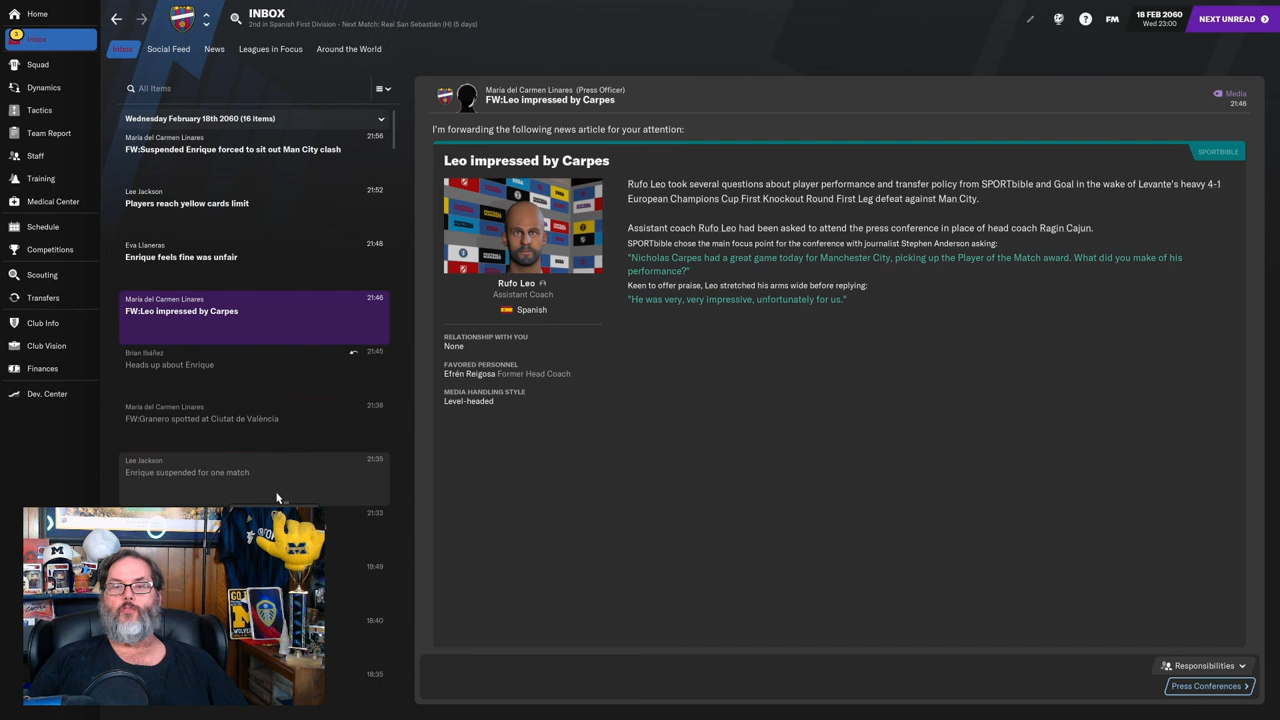 Home
3
Inbox
Squad
Dynamics
Tactics
Team Report
Staff
Training
Medical Center
Schedule
Competitions
Scouting
Transfers
Club Info
Club Vision
Finances
Dev. Center
INBOX
2nd in Spanish First Division - Next Match: Real San Sebastián (H) (5 days)
?
FM
18 FEB 2060
Wed 23:00
NEXT UNREAD
Inbox
Social Feed
News
Leagues in Focus
Around the World
All Items
Wednesday February 18th 2060 (16 items)
María del Carmen Linares
21:56
FW:Suspended Enrique forced to sit out Man City clash
Lee Jackson
21:52
Players reach yellow cards limit
Eva Llaneras
21:48
Enrique feels fine was unfair
María del Carmen Linares
21:46
FW:Leo impressed by Carpes
Brian Ibáñez
21:45
Heads up about Enrique
María del Carmen Linares
21:36
FW:Granero spotted at Ciutat de València
Lee Jackson
21:35
Enrique suspended for one match
21:33
19:49
18:40
18:35
María del Carmen Linares (Press Officer)
FW:Leo impressed by Carpes
Media
21:46
I'm forwarding the following news article for your attention:
SPORTBIBLE
Leo impressed by Carpes
Rufo Leo took several questions about player performance and transfer policy from SPORTbible and Goal in the wake of Levante's heavy 4-1
European Champions Cup First Knockout Round First Leg defeat against Man City.
Assistant coach Rufo Leo had been asked to attend the press conference in place of head coach Ragin Cajun.
SPORTbible chose the main focus point for the conference with journalist Stephen Anderson asking:
"Nicholas Carpes had a great game today for Manchester City, picking up the Player of the Match award. What did you make of his
performance?"
Keen to offer praise, Leo stretched his arms wide before replying:
"He was very, very impressive, unfortunately for us."
Rufo Leo
Assistant Coach
Spanish
RELATIONSHIP WITH YOU
None
FAVORED PERSONNEL
Efrén Reigosa Former Head Coach
MEDIA HANDLING STYLE
Level-headed
Responsibilities
Press Conferences
M
M
GO
M